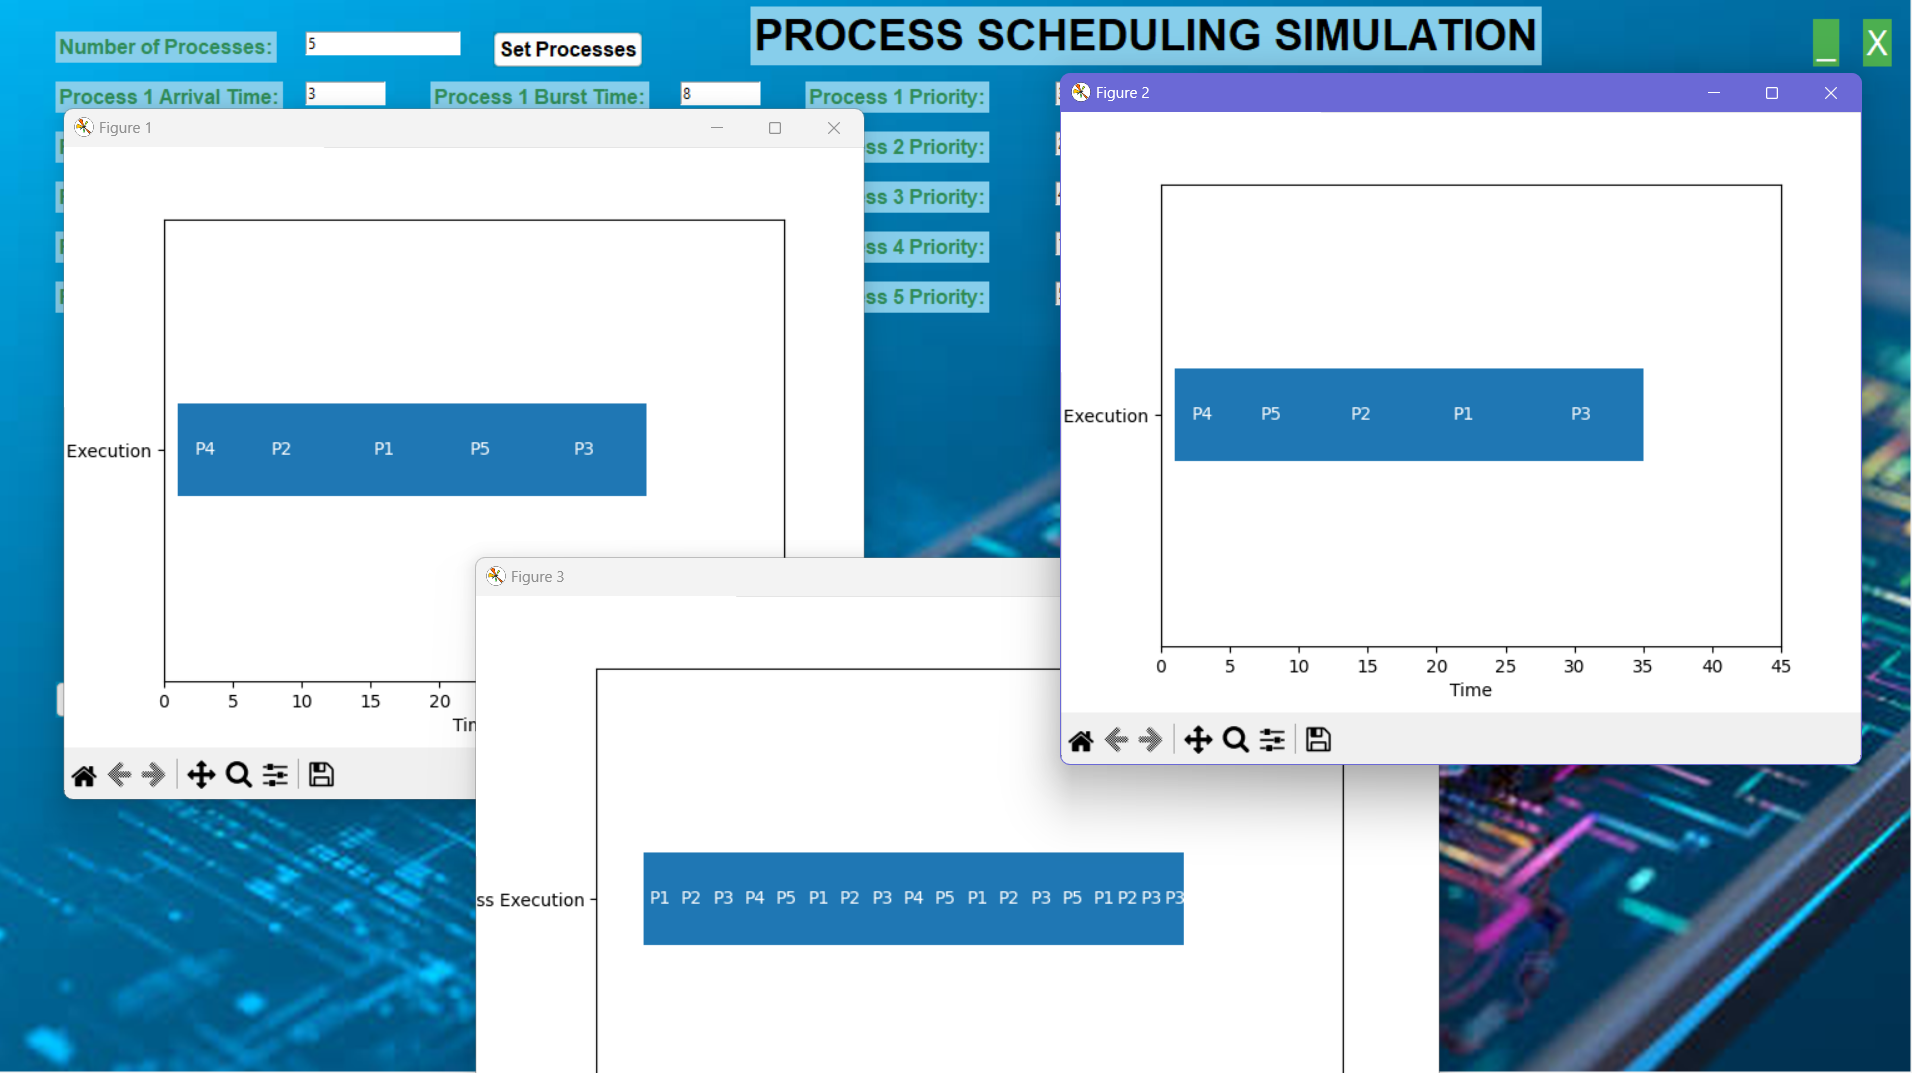 PROCESS SCHEDULING SIMULATION
_ X
Number of Processes: 5 Set Processes
Process 1 Arrival Time: 3 Process 1 Burst Time: 8 Process 1 Priority:
ss 2 Priority:
ss 3 Priority:
ss 4 Priority:
ss 5 Priority:
Figure 1
Execution
P4 P2 P1 P5 P3
0 5 10 15 20
Figure 2
Execution
P4 P5 P2 P1 P3
0 5 10 15 20 25 30 35 40 45
Time
Figure 3
ss Execution
P1 P2 P3 P4 P5 P1 P2 P3 P4 P5 P1 P2 P3 P5 P1 P2 P3 P3